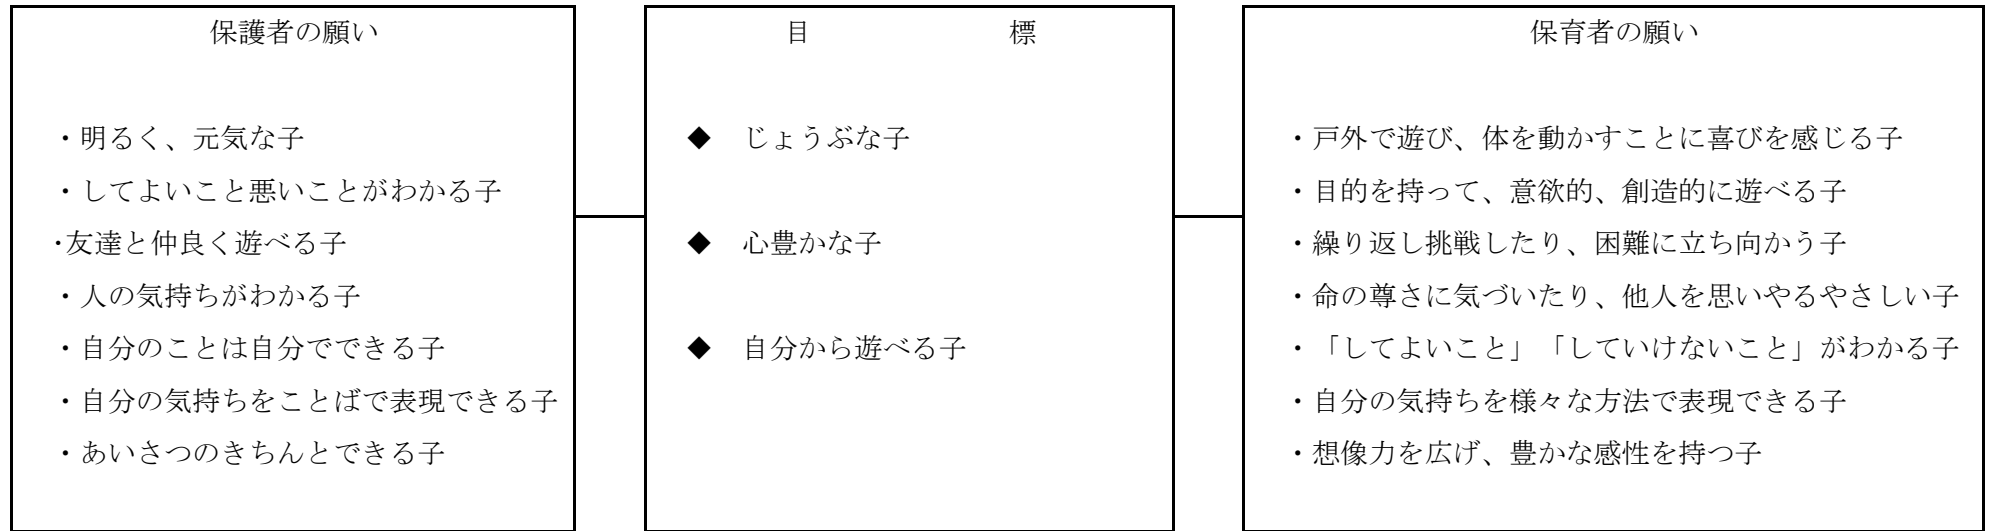 保護者の願い
・明るく、元気な子
・してよいこと悪いことがわかる子
・友達と仲良く遊べる子
・人の気持ちがわかる子
・自分のことは自分でできる子
・自分の気持ちをことばで表現できる子
・あいさつのきちんとできる子
目　　　　　　　標
◆　じょうぶな子
◆　心豊かな子
◆　自分から遊べる子
保育者の願い
・戸外で遊び、体を動かすことに喜びを感じる子
・目的を持って、意欲的、創造的に遊べる子
・繰り返し挑戦したり、困難に立ち向かう子
・命の尊さに気づいたり、他人を思いやるやさしい子
・「してよいこと」「していけないこと」がわかる子
・自分の気持ちを様々な方法で表現できる子
・想像力を広げ、豊かな感性を持つ子